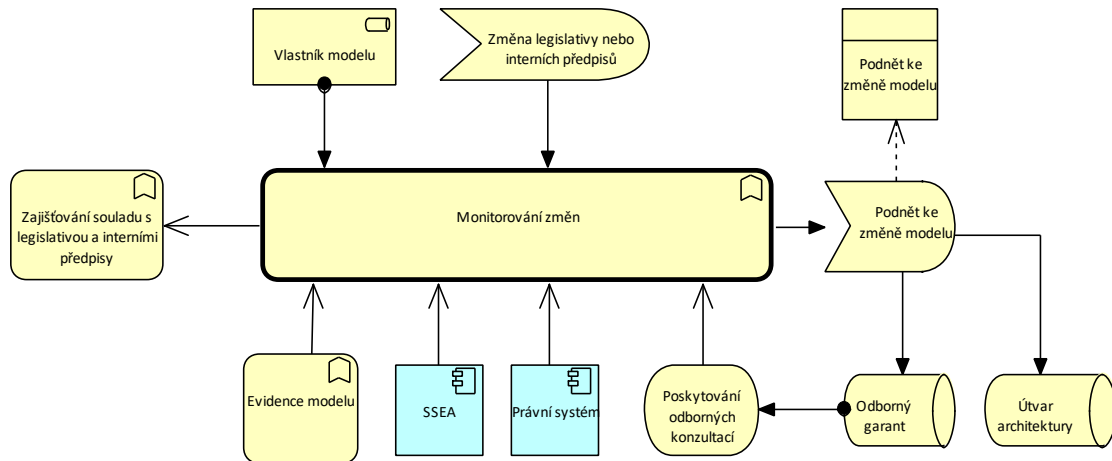 Vlastník modelu
Změna legislativy nebo
interních předpisů
Podnět ke
změně modelu
Zajišťování souladu s
legislativou a interními
předpisy
Monitorování změn
Podnět ke
změně modelu
Evidence modelu
SSEA
Právní systém
Poskytování
odborných
konzultací
Odborný
garant
Útvar
architektury